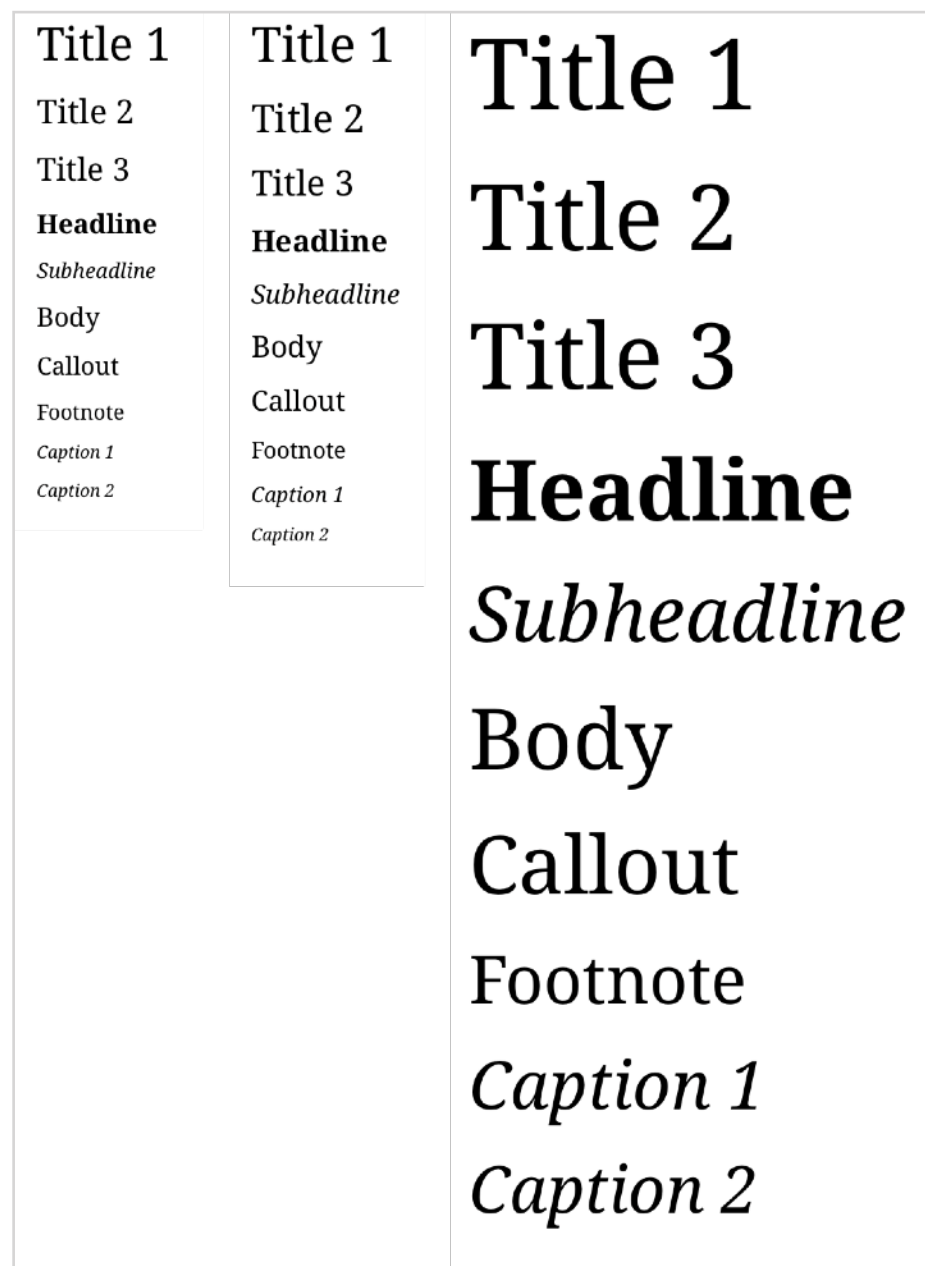 Title 1
Title 2
Title 3
Headline
Subheadline
Body
Callout
Footnote
Caption 1
Caption 2
Title 1
Title 2
Title 3
Headline
Subheadline
Body
Callout
Footnote
Caption 1
Caption 2
Title 1
Title 2
Title 3
Headline
Subheadline
Body
Callout
Footnote
Caption 1
Caption 2